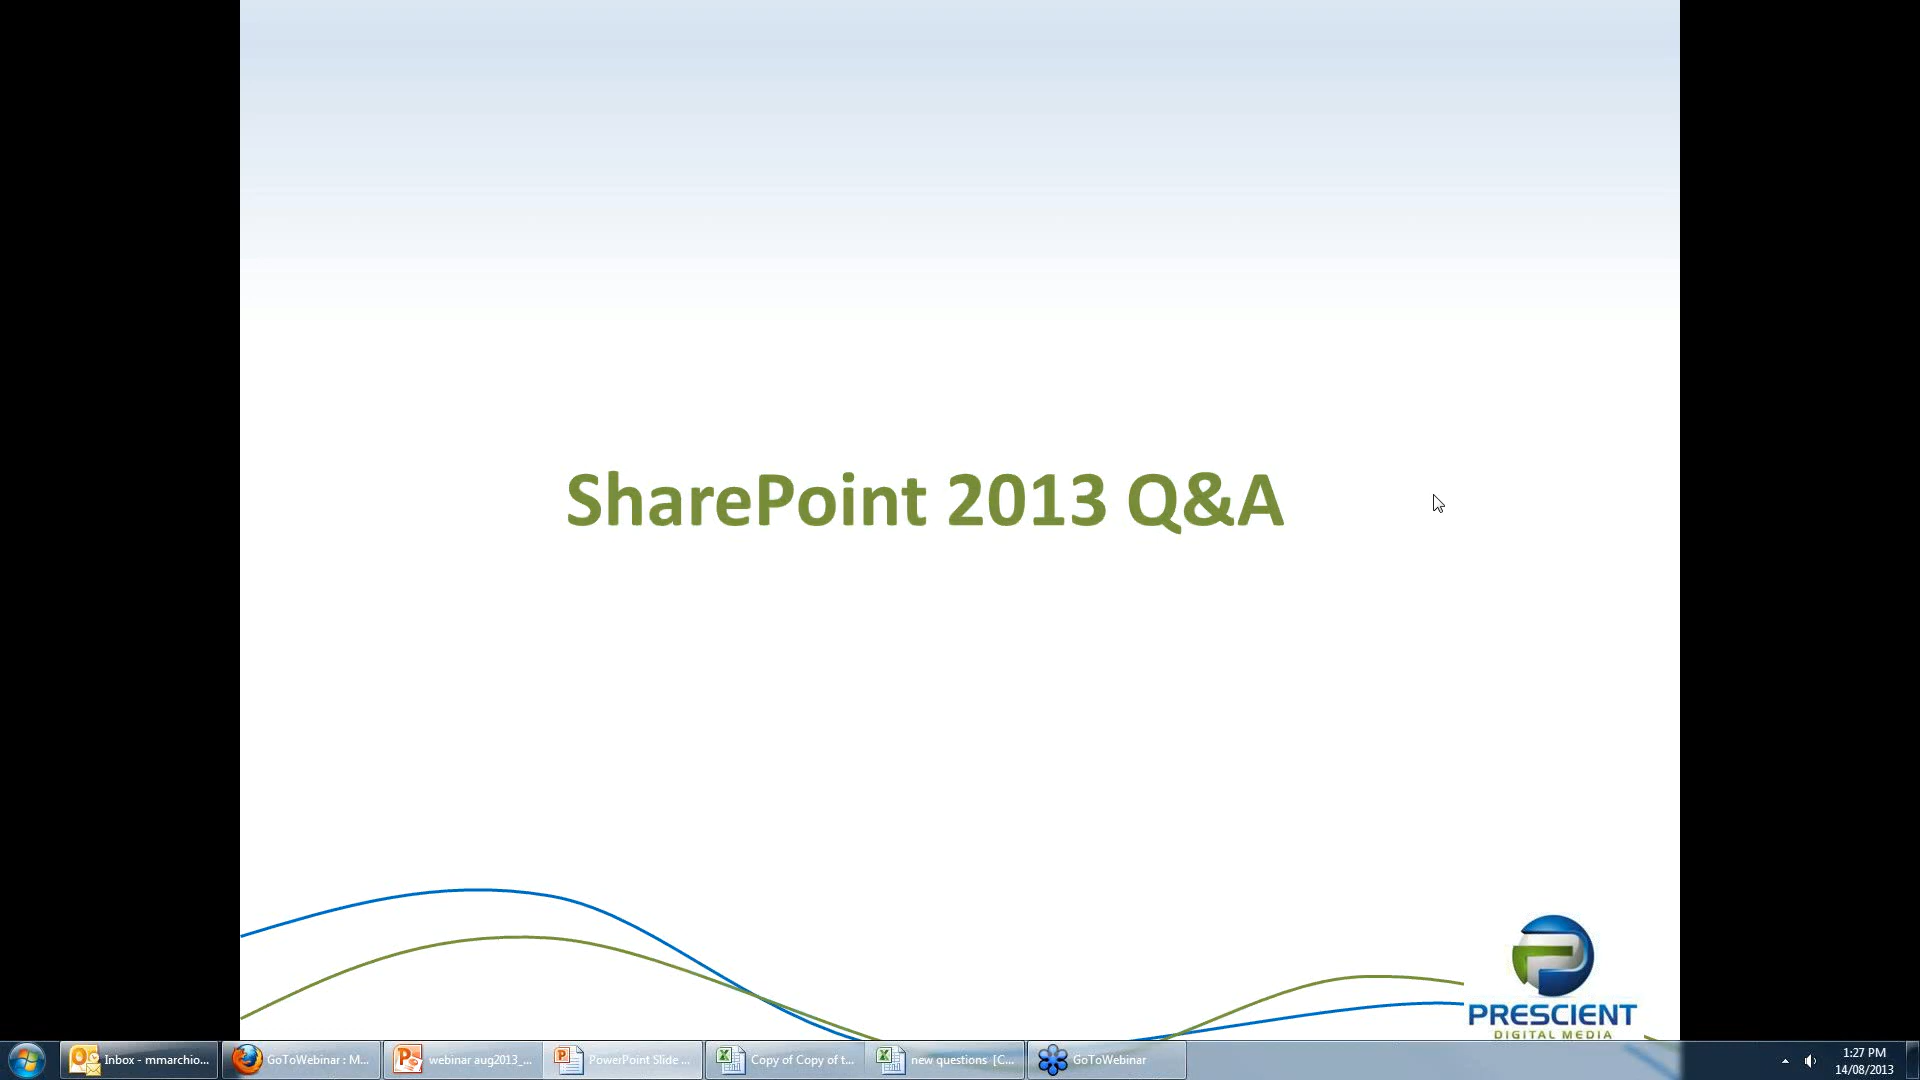 SharePoint 2013 Q&A
PRESCIENT
DIGITAL MEDIA
Inbox - mmarchio...
GoToWebinar : M...
webinar aug2013_...
PowerPoint Slide ...
Copy of Copy of t...
new questions [C...
GoToWebinar
1:27 PM
14/08/2013